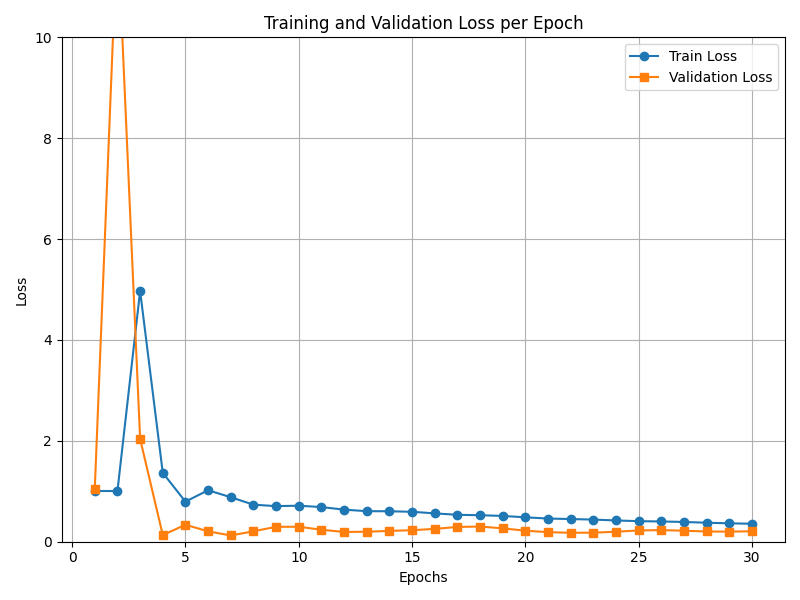 Training and Validation Loss per Epoch
Train Loss
Validation Loss
10
8
6
4
2
0
Loss
0 5 10 15 20 25 30
Epochs